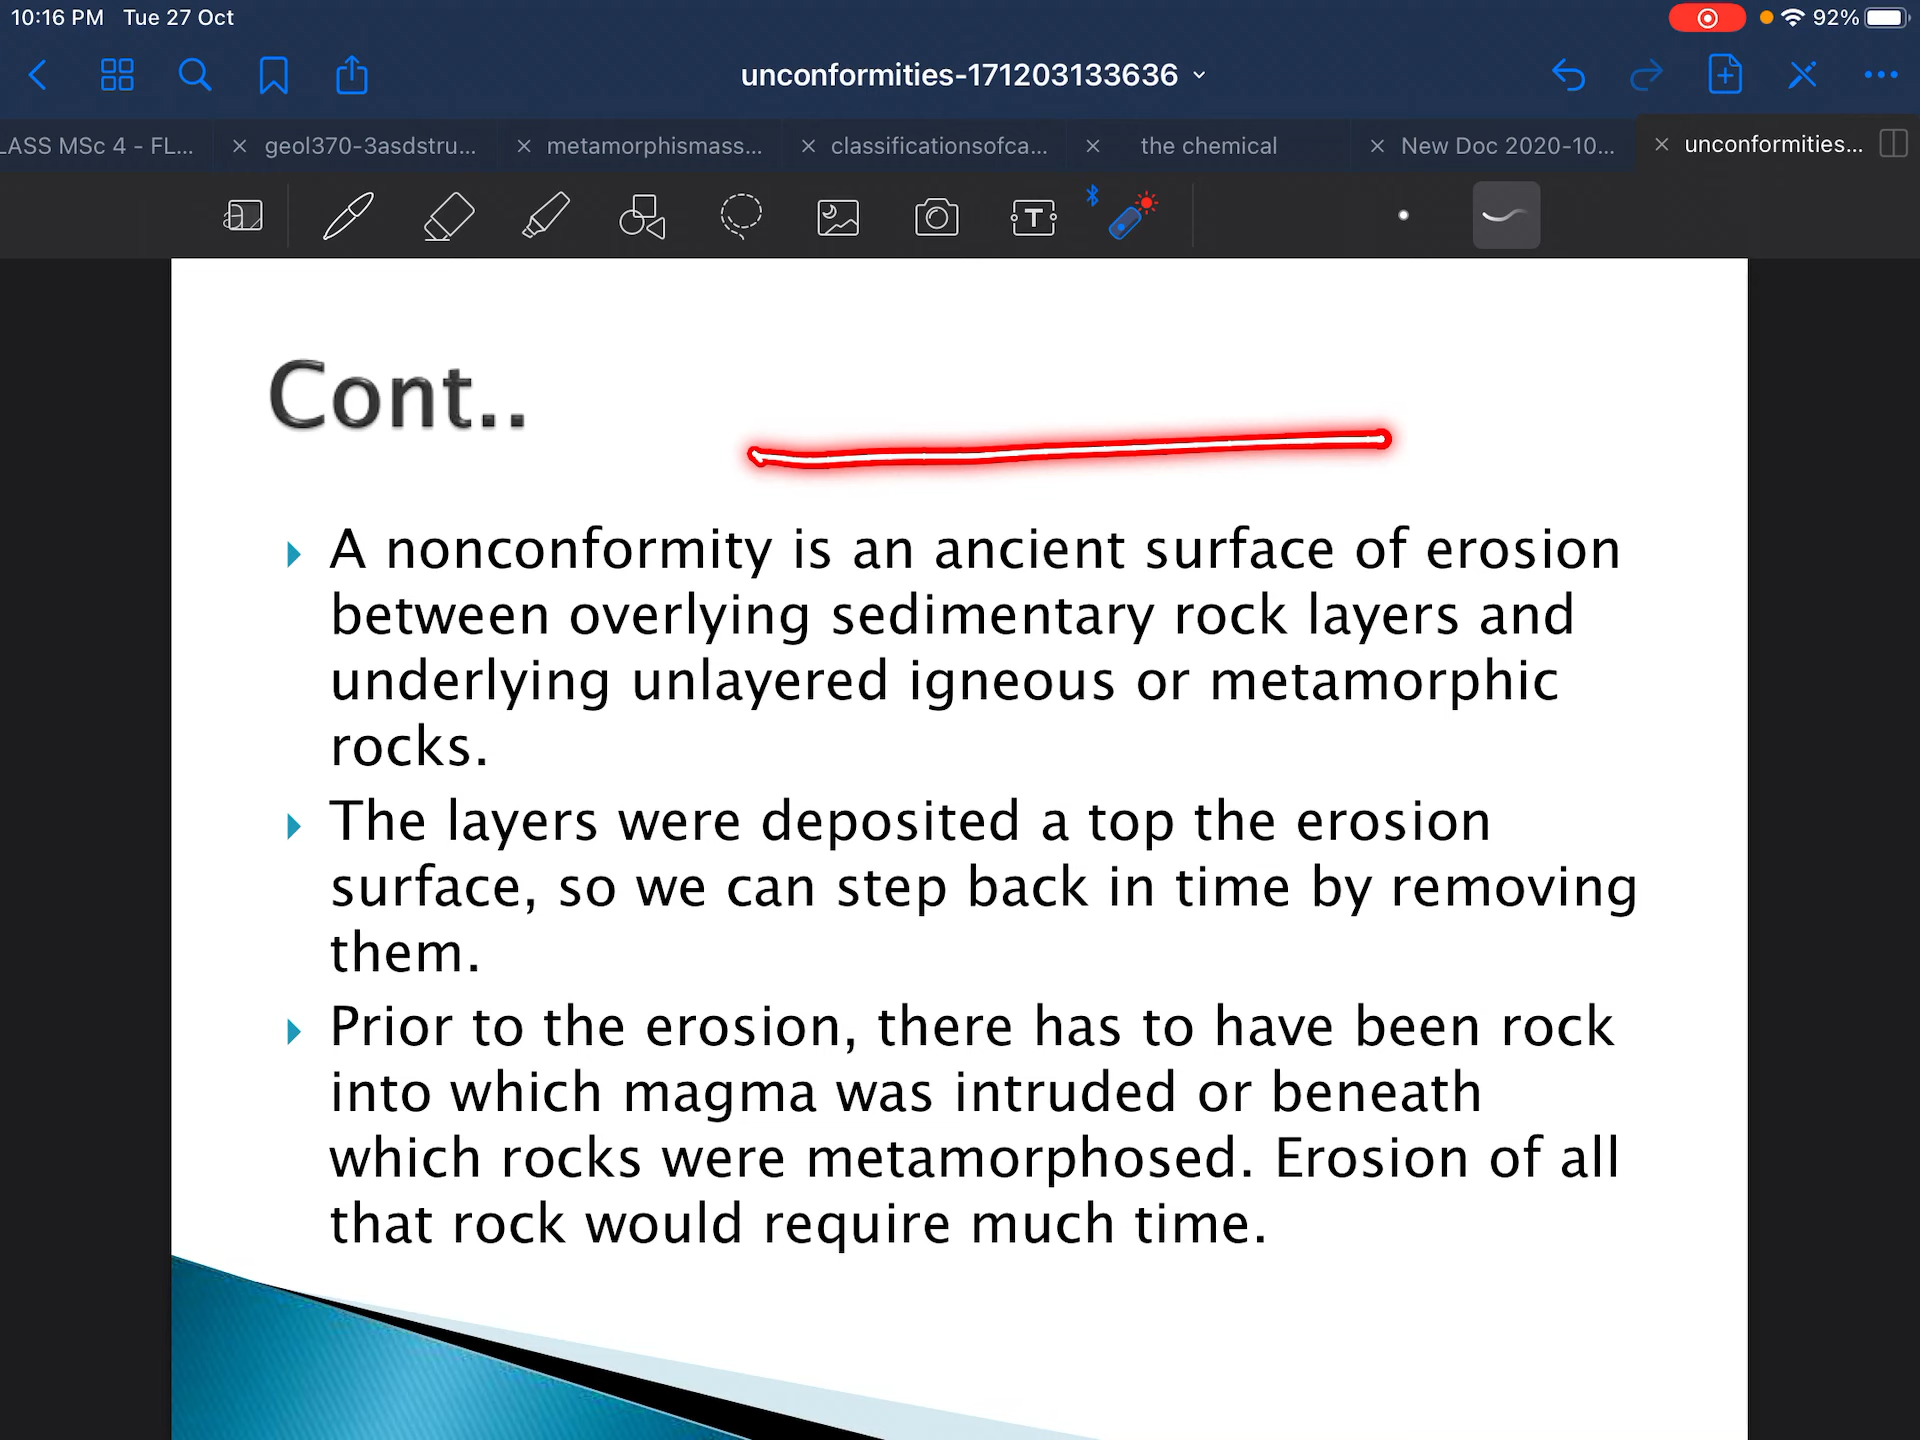 10:16 PM Tue 27 Oct
92%
unconformities-171203133636
LASS MSc 4 - FL...
geol370-3asdstru...
metamorphismass...
classificationsofca...
the chemical
New Doc 2020-10...
unconformities...
a
T
Cont..
A nonconformity is an ancient surface of erosion
between overlying sedimentary rock layers and
underlying unlayered igneous or metamorphic
rocks.
The layers were deposited a top the erosion
surface, so we can step back in time by removing
them.
Prior to the erosion, there has to have been rock
into which magma was intruded or beneath
which rocks were metamorphosed. Erosion of all
that rock would require much time.